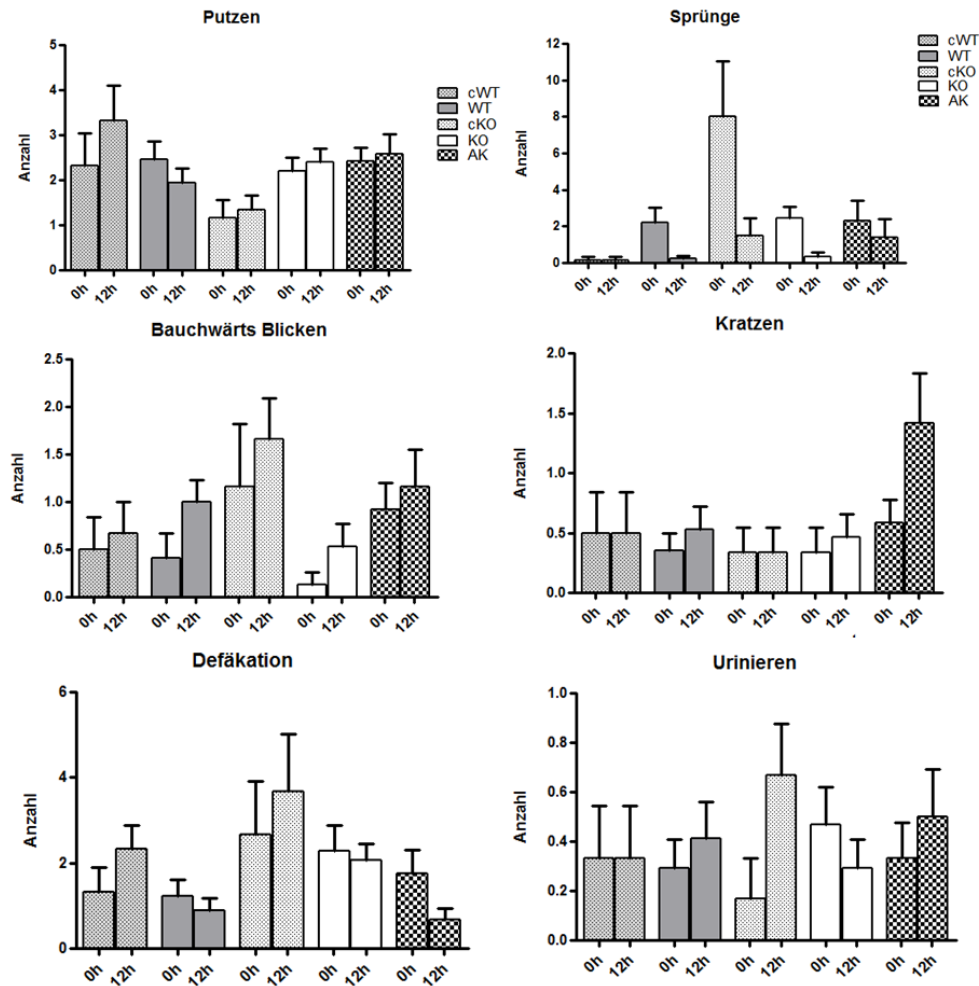 Putzen
Anzahl
5
4
3
2
1
0
0h 12h 0h 12h 0h 12h 0h 12h 0h 12h
cWT
WT
cKO
KO
AK
Sprünge
Anzahl
12
10
8
6
4
2
0
0h 12h 0h 12h 0h 12h 0h 12h 0h 12h
cWT
WT
cKO
KO
AK
Bauchwärts Blicken
Anzahl
2.5
2.0
1.5
1.0
0.5
0.0
0h 12h 0h 12h 0h 12h 0h 12h 0h 12h
Kratzen
Anzahl
2.0
1.5
1.0
0.5
0.0
0h 12h 0h 12h 0h 12h 0h 12h 0h 12h
Defäkation
Anzahl
6
4
2
0
0h 12h 0h 12h 0h 12h 0h 12h 0h 12h
Urinieren
Anzahl
1.0
0.8
0.6
0.4
0.2
0.0
0h 12h 0h 12h 0h 12h 0h 12h 0h 12h